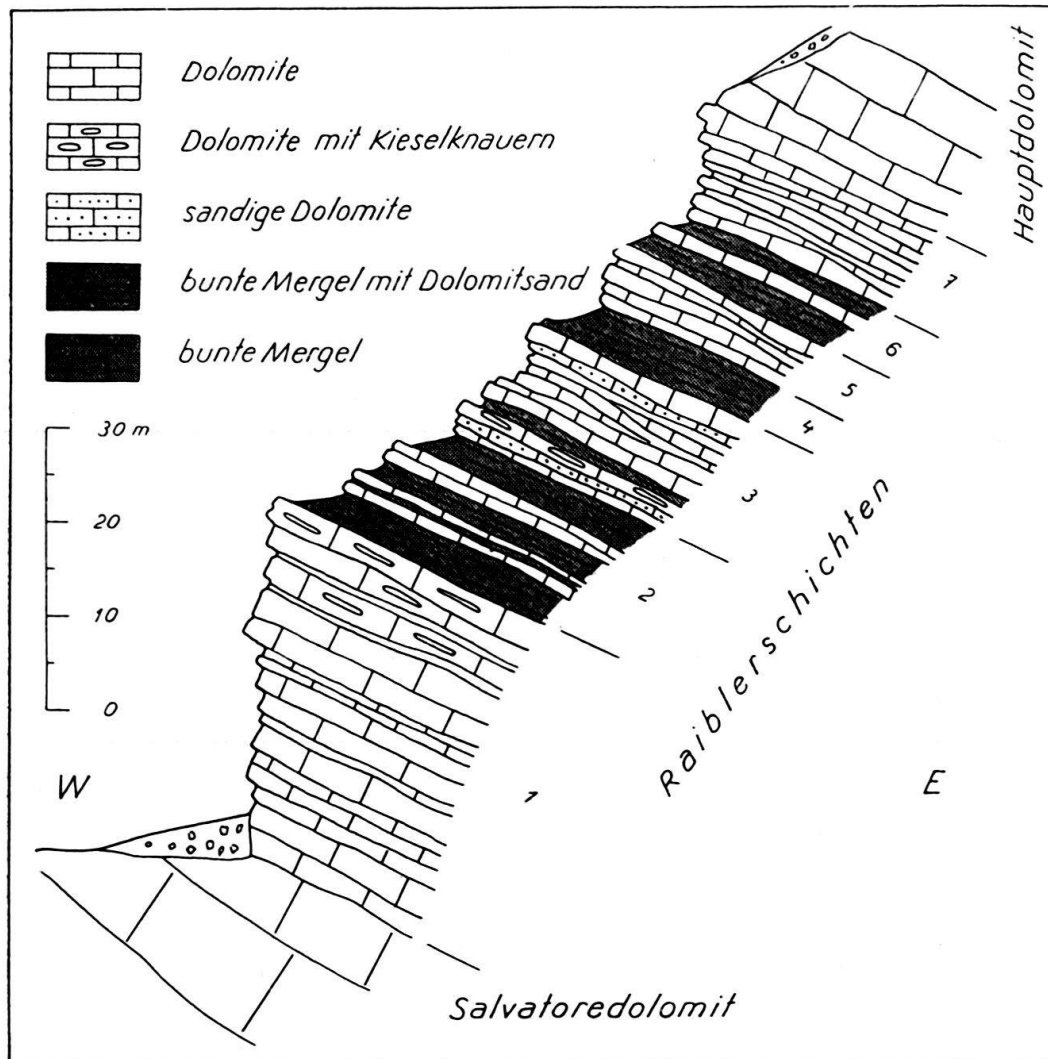 Dolomite
Dolomite mit Kieselknauern
sandige Dolomite
bunte Mergel mit Dolomitsand
bunte Mergel
30 m
20
10
0
W
E
Hauptdolomit
1
6
5
4
3
2
1
Raiblerschichten
Salvatoredolomit